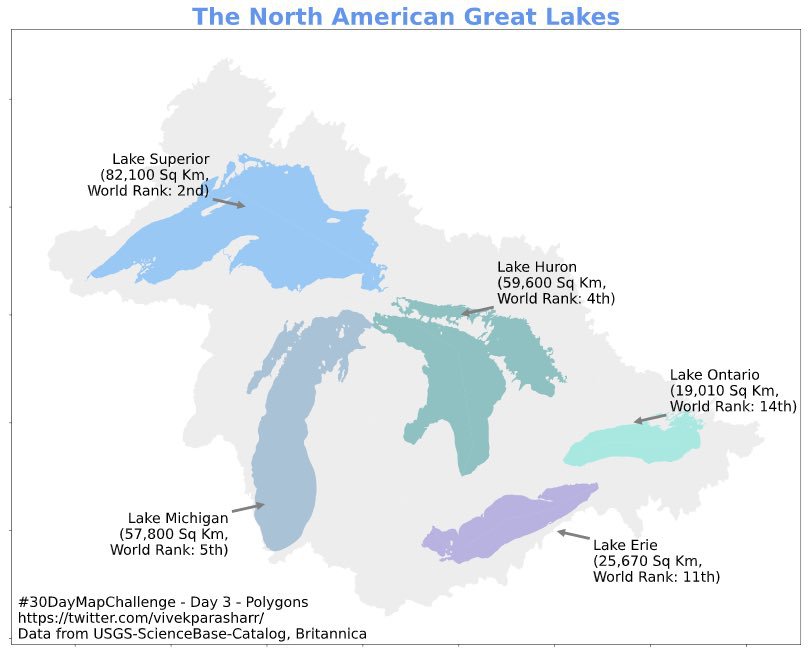 The North American Great Lakes
Lake Superior
(82,100 Sq Km,
World Rank: 2nd)
Lake Huron
(59,600 Sq Km,
World Rank: 4th)
Lake Ontario
(19,010 Sq Km,
World Rank: 14th)
Lake Michigan
(57,800 Sq Km,
World Rank: 5th)
Lake Erie
(25,670 Sq Km,
World Rank: 11th)
#30DayMapChallenge - Day 3 - Polygons
https://twitter.com/vivekparasharr/
Data from USGS-ScienceBase-Catalog, Britannica